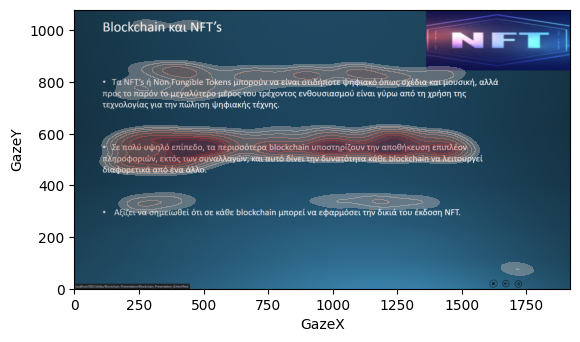 Blockchain και NFT's
NFT
• Τα NFT's ή Non Fungible Tokens μπορούν να είναι οτιδήποτε ψηφιακό όπως σχέδια και μουσική, αλλά
προς το παρόν το μεγαλύτερο μέρος του τρέχοντος ενθουσιασμού είναι γύρω από τη χρήση της
τεχνολογίας για την πώληση ψηφιακής τέχνης.
• Σε πολύ υψηλό επίπεδο, τα περισσότερα blockchain υποστηρίζουν την αποθήκευση επιπλέον
πληροφοριών, εκτός των συναλλαγών, και αυτό δίνει την δυνατότητα κάθε blockchain να λειτουργεί
διαφορετικά από ένα άλλο.
• Αξίζει να σημειωθεί ότι σε κάθε blockchain μπορεί να εφαρμόσει την δικιά του έκδοση NFT.
GazeY
1000
800
600
400
200
0
0 250 500 750 1000 1250 1500 1750
GazeX